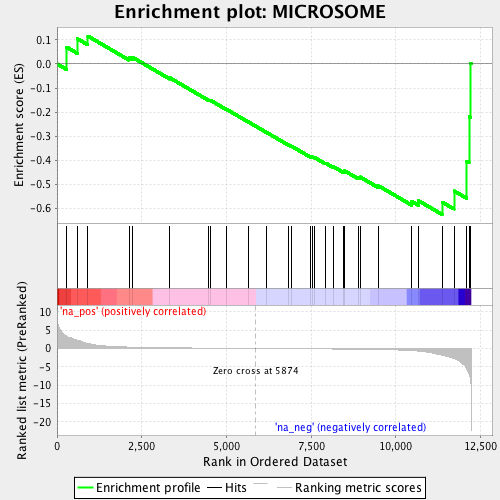 Enrichment plot: MICROSOME
Enrichment score (ES)
0.1
0.0
-0.1
-0.2
-0.3
-0.4
-0.5
-0.6
'na_pos' (positively correlated)
Ranked list metric (PreRanked)
10
5
0
-5
-10
-15
-20
Zero cross at 5874
'na_neg' (negatively correlated)
0
2,500
5,000
7,500
10,000
12,500
Rank in Ordered Dataset
Enrichment profile
Hits
Ranking metric scores